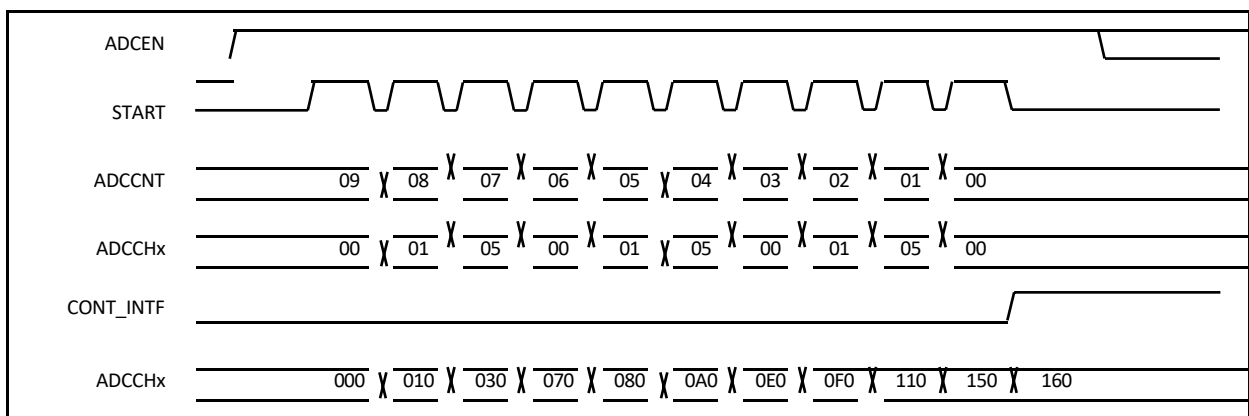 ADCEN
START
ADCCNT 09 08 07 06 05 04 03 02 01 00
ADCCHx 00 01 05 00 01 05 00 01 05 00
CONT_INTF
ADCCHx 000 010 030 070 080 0A0 0E0 0F0 110 150 160